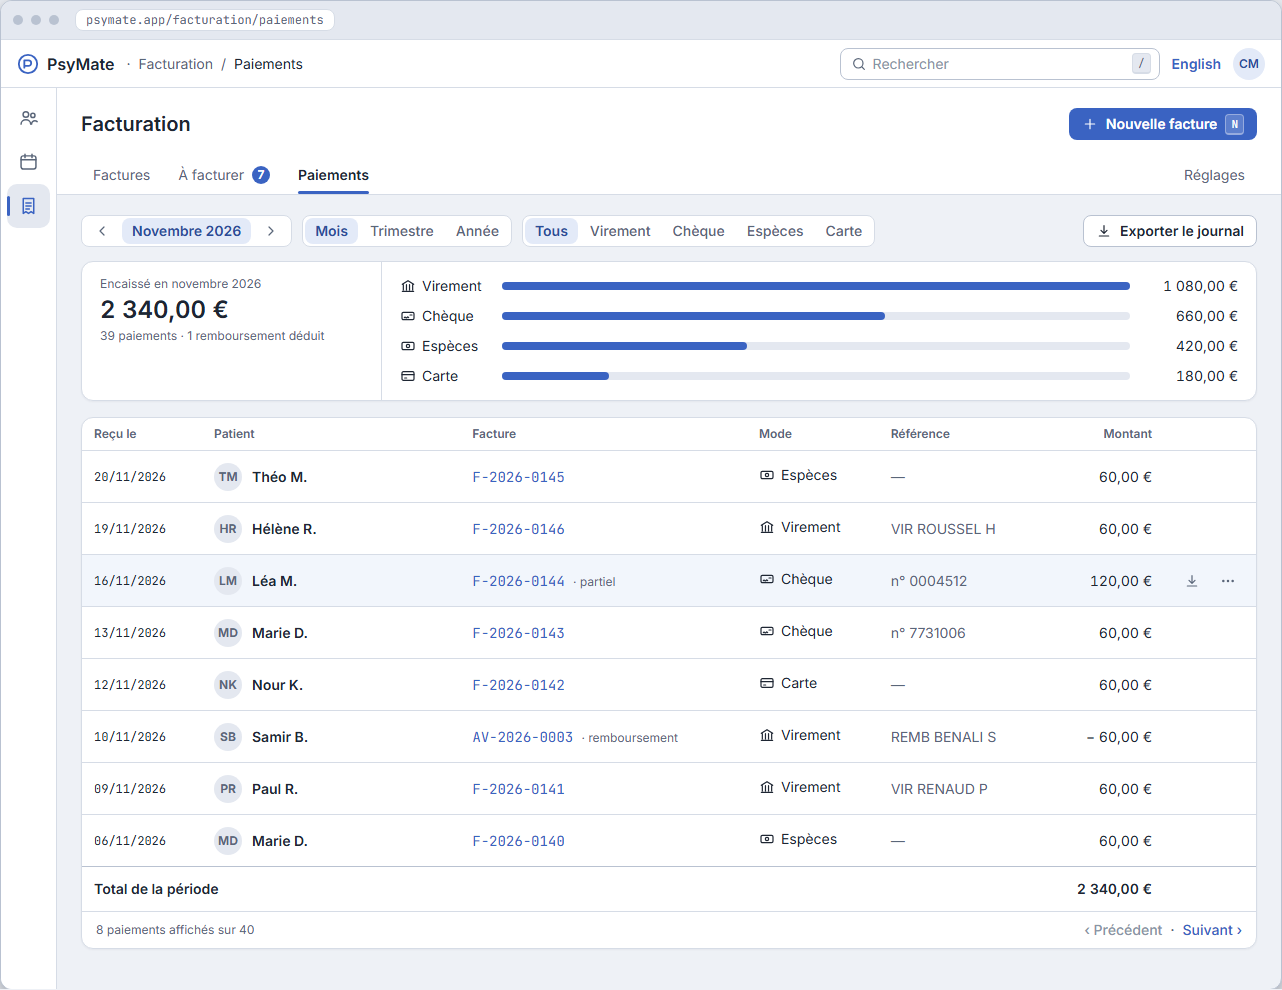 psymate.app/facturation/paiements
PsyMate · Facturation / Paiements
Rechercher /
English
CM
Facturation
+ Nouvelle facture N
Factures
À facturer 7
Paiements
Réglages
‹ Novembre 2026 ›
Mois Trimestre Année
Tous Virement Chèque Espèces Carte
Exporter le journal
Encaissé en novembre 2026
2 340,00 €
39 paiements · 1 remboursement déduit
Virement 1 080,00 €
Chèque 660,00 €
Espèces 420,00 €
Carte 180,00 €
Reçu le Patient Facture Mode Référence Montant
20/11/2026 TM Théo M. F-2026-0145 Espèces — 60,00 €
19/11/2026 HR Hélène R. F-2026-0146 Virement VIR ROUSSEL H 60,00 €
16/11/2026 LM Léa M. F-2026-0144 · partiel Chèque n° 0004512 120,00 € ···
13/11/2026 MD Marie D. F-2026-0143 Chèque n° 7731006 60,00 €
12/11/2026 NK Nour K. F-2026-0142 Carte — 60,00 €
10/11/2026 SB Samir B. AV-2026-0003 · remboursement Virement REMB BENALI S − 60,00 €
09/11/2026 PR Paul R. F-2026-0141 Virement VIR RENAUD P 60,00 €
06/11/2026 MD Marie D. F-2026-0140 Espèces — 60,00 €
Total de la période 2 340,00 €
8 paiements affichés sur 40
‹ Précédent · Suivant ›